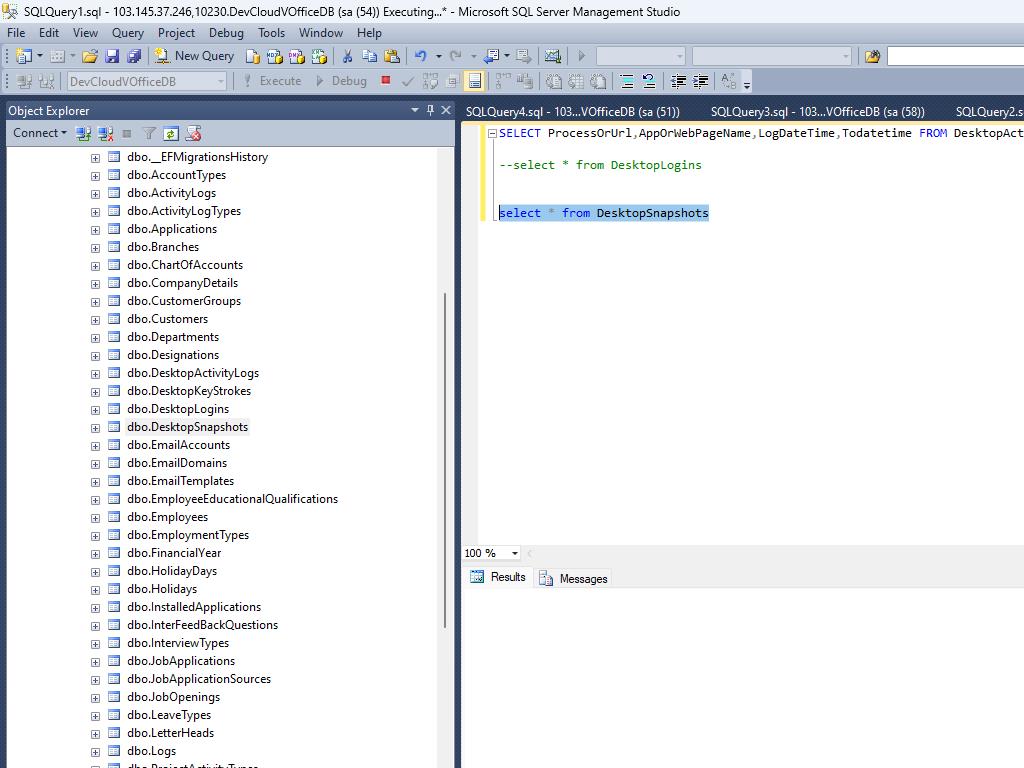 SQLQuery1.sql - 103.145.37.246,10230.DevCloudVOfficeDB (sa (54)) Executing...* - Microsoft SQL Server Management Studio
File Edit View Query Project Debug Tools Window Help
New Query
DevCloudVOfficeDB Execute Debug
Object Explorer
SQLQuery4.sql - 103...VOfficeDB (sa (51)) SQLQuery3.sql - 103...VOfficeDB (sa (58)) SQLQuery2.s
Connect
SELECT ProcessOrUrl,AppOrWebPageName,LogDateTime,Todatetime FROM DesktopAct
--select * from DesktopLogins
select * from DesktopSnapshots
dbo.__EFMigrationsHistory
dbo.AccountTypes
dbo.ActivityLogs
dbo.ActivityLogTypes
dbo.Applications
dbo.Branches
dbo.ChartOfAccounts
dbo.CompanyDetails
dbo.CustomerGroups
dbo.Customers
dbo.Departments
dbo.Designations
dbo.DesktopActivityLogs
dbo.DesktopKeyStrokes
dbo.DesktopLogins
dbo.DesktopSnapshots
dbo.EmailAccounts
dbo.EmailDomains
dbo.EmailTemplates
dbo.EmployeeEducationalQualifications
dbo.Employees
dbo.EmploymentTypes
dbo.FinancialYear
dbo.HolidayDays
dbo.Holidays
dbo.InstalledApplications
dbo.InterFeedBackQuestions
dbo.InterviewTypes
dbo.JobApplications
dbo.JobApplicationSources
dbo.JobOpenings
dbo.LeaveTypes
dbo.LetterHeads
dbo.Logs
100 %
Results Messages